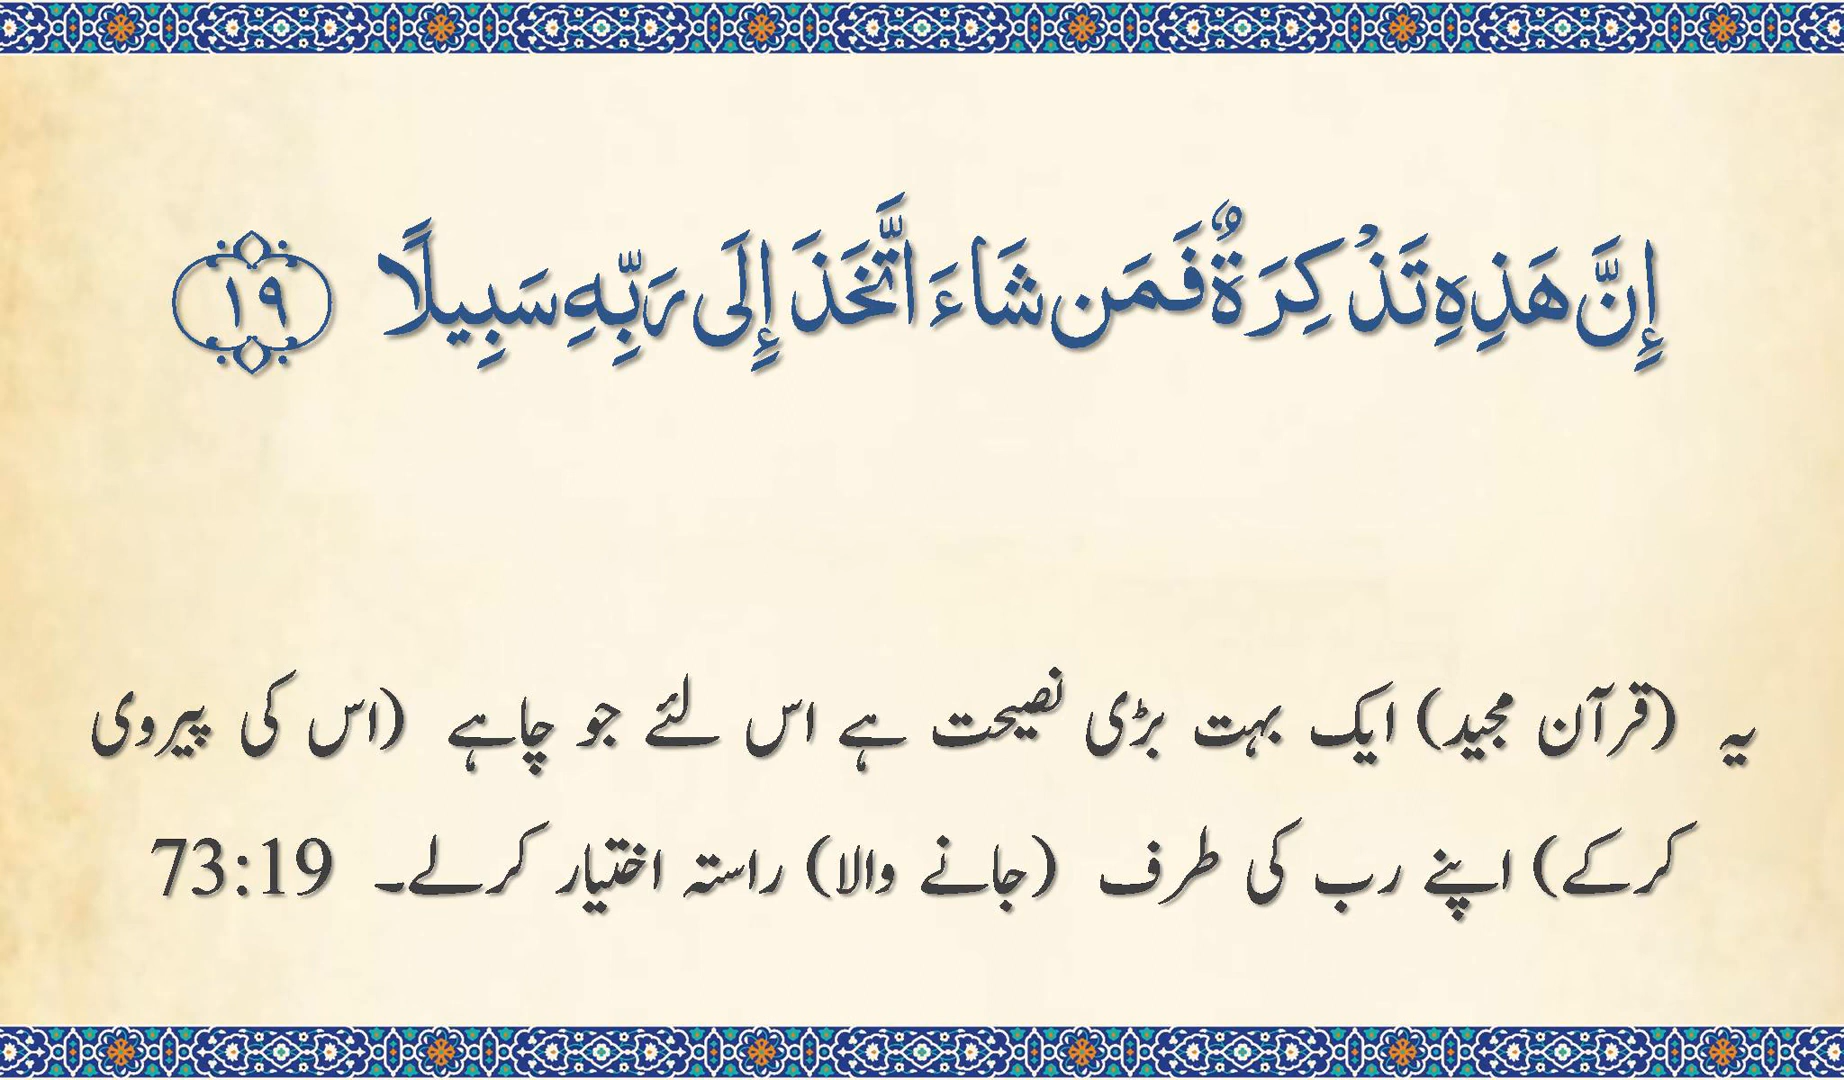 إِنَّ هَذِهِ تَذْكِرَةٌ فَمَن شَاءَ اتَّخَذَ إِلَى رَبِّهِ سَبِيلًا ﴿١٩﴾
یہ (قرآن مجید) ایک بہت بڑی نصیحت ہے اس لئے جو چاہے (اس کی پیروی
کرکے) اپنے رب کی طرف (جانے والا) راستہ اختیار کرلے۔ 73:19